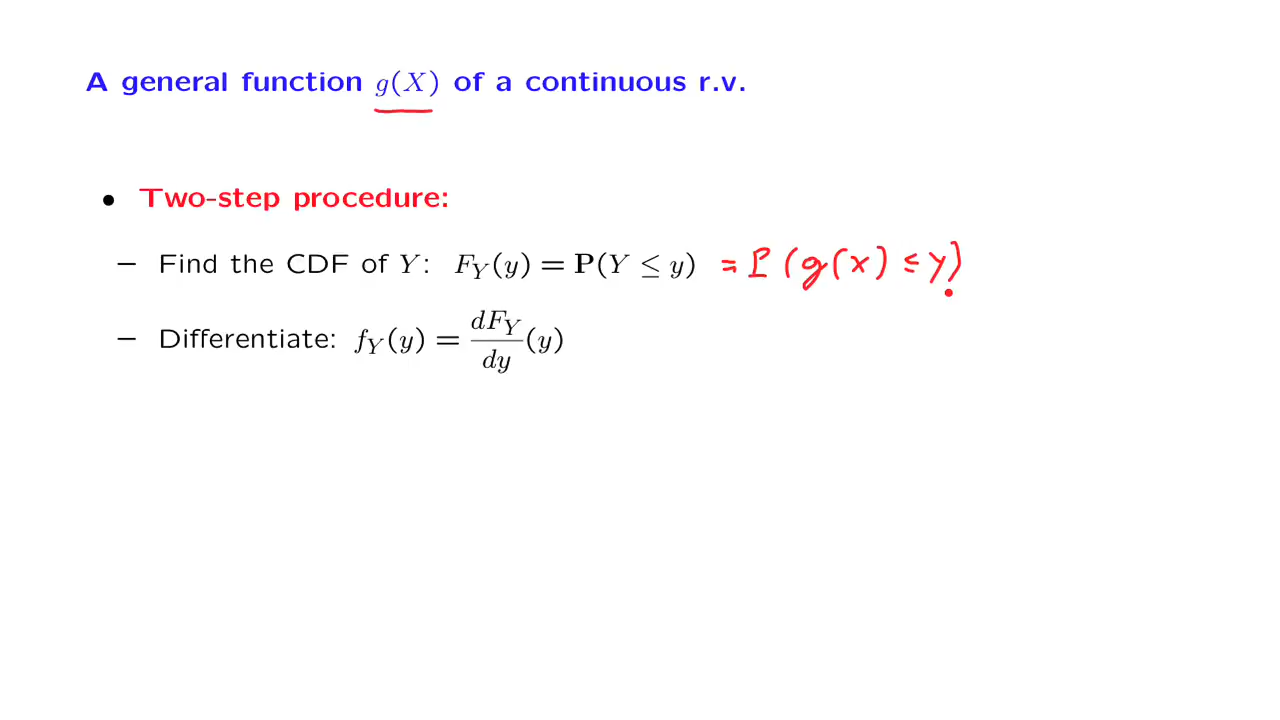 A general function g(X) of a continuous r.v.
• Two-step procedure:
– Find the CDF of Y: F_Y(y) = P(Y ≤ y) = P(g(x) ≤ y)
– Differentiate: f_Y(y) = dF_Y/dy (y)